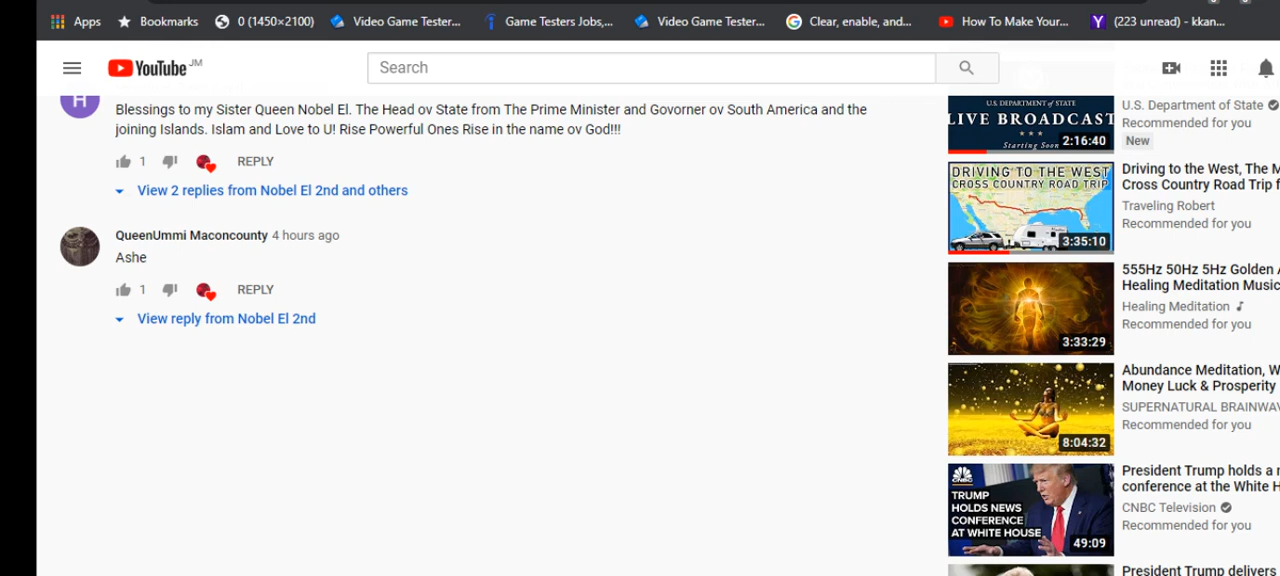 Apps
Bookmarks
0 (1450×2100)
Video Game Tester...
Game Testers Jobs,...
Video Game Tester...
Clear, enable, and...
How To Make Your...
(223 unread) - kkan...
YouTube JM
Search
H
Blessings to my Sister Queen Nobel El. The Head ov State from The Prime Minister and Govorner ov South America and the
joining Islands. Islam and Love to U! Rise Powerful Ones Rise in the name ov God!!!
1
REPLY
View 2 replies from Nobel El 2nd and others
QueenUmmi Maconcounty 4 hours ago
Ashe
1
REPLY
View reply from Nobel El 2nd
U.S. DEPARTMENT of STATE
LIVE BROADCAST
Starting Soon
2:16:40
U.S. Department of State
Recommended for you
New
DRIVING TO THE WEST
CROSS COUNTRY ROAD TRIP
3:35:10
Driving to the West, The M
Cross Country Road Trip f
Traveling Robert
Recommended for you
3:33:29
555Hz 50Hz 5Hz Golden A
Healing Meditation Music
Healing Meditation
Recommended for you
8:04:32
Abundance Meditation, W
Money Luck & Prosperity
SUPERNATURAL BRAINWAV
Recommended for you
CNBC
TRUMP
HOLDS NEWS
CONFERENCE
AT WHITE HOUSE
49:09
President Trump holds a n
conference at the White H
CNBC Television
Recommended for you
President Trump delivers